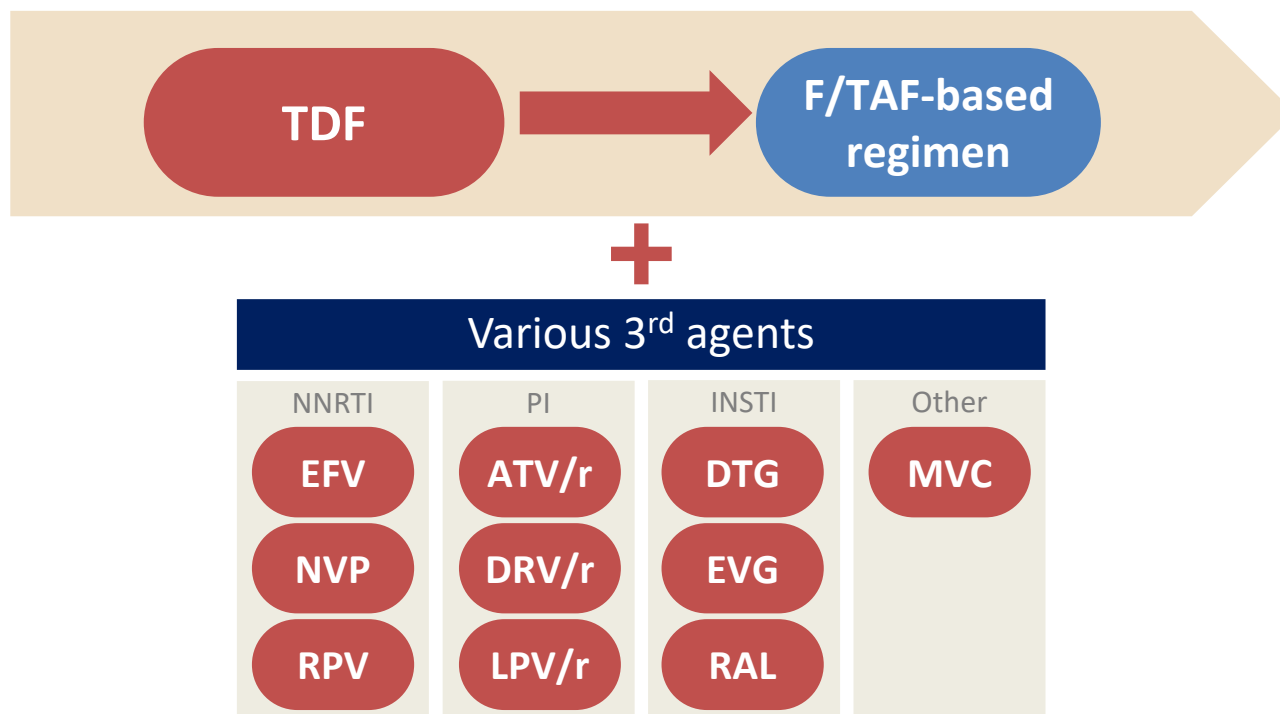 TDF
F/TAF-based
regimen
Various 3rd agents
NNRTI
EFV
NVP
RPV
PI
ATV/r
DRV/r
LPV/r
INSTI
DTG
EVG
RAL
Other
MVC